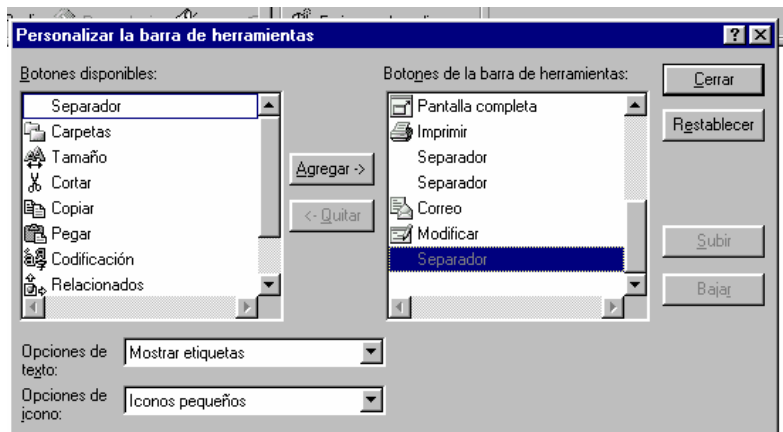 Personalizar la barra de herramientas
Botones disponibles:
Separador
Carpetas
Tamaño
Cortar
Copiar
Pegar
Codificación
Relacionados
Agregar ->
<- Quitar
Botones de la barra de herramientas:
Pantalla completa
Imprimir
Separador
Separador
Correo
Modificar
Separador
Cerrar
Restablecer
Subir
Bajar
Opciones de texto:
Mostrar etiquetas
Opciones de icono:
Iconos pequeños